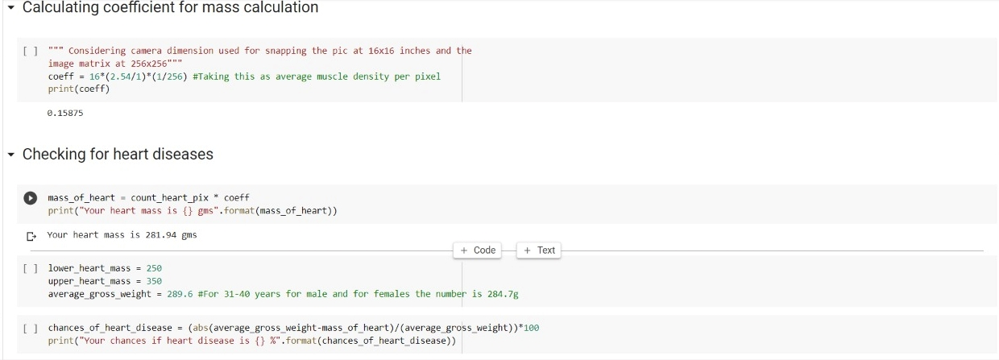 Calculating coefficient for mass calculation
[ ] """ Considering camera dimension used for snapping the pic at 16x16 inches and the
image matrix at 256x256"""
coeff = 16*(2.54/1)*(1/256) #Taking this as average muscle density per pixel
print(coeff)
0.15875
Checking for heart diseases
mass_of_heart = count_heart_pix * coeff
print("Your heart mass is {} gms".format(mass_of_heart))
Your heart mass is 281.94 gms
+ Code + Text
[ ] lower_heart_mass = 250
upper_heart_mass = 350
average_gross_weight = 289.6 #For 31-40 years for male and for females the number is 284.7g
[ ] chances_of_heart_disease = (abs(average_gross_weight-mass_of_heart)/(average_gross_weight))*100
print("Your chances if heart disease is {} %".format(chances_of_heart_disease))